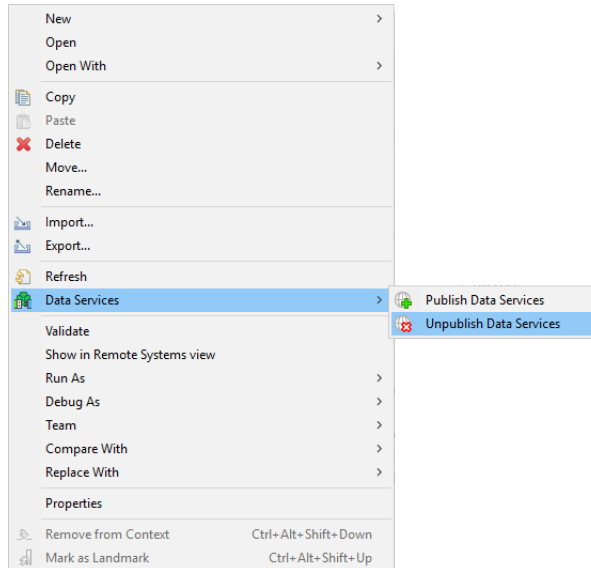 New
Open
Open With
Copy
Paste
Delete
Move...
Rename...
Import...
Export...
Refresh
Data Services
Publish Data Services
Unpublish Data Services
Validate
Show in Remote Systems view
Run As
Debug As
Team
Compare With
Replace With
Properties
Remove from Context Ctrl+Alt+Shift+Down
Mark as Landmark Ctrl+Alt+Shift+Up